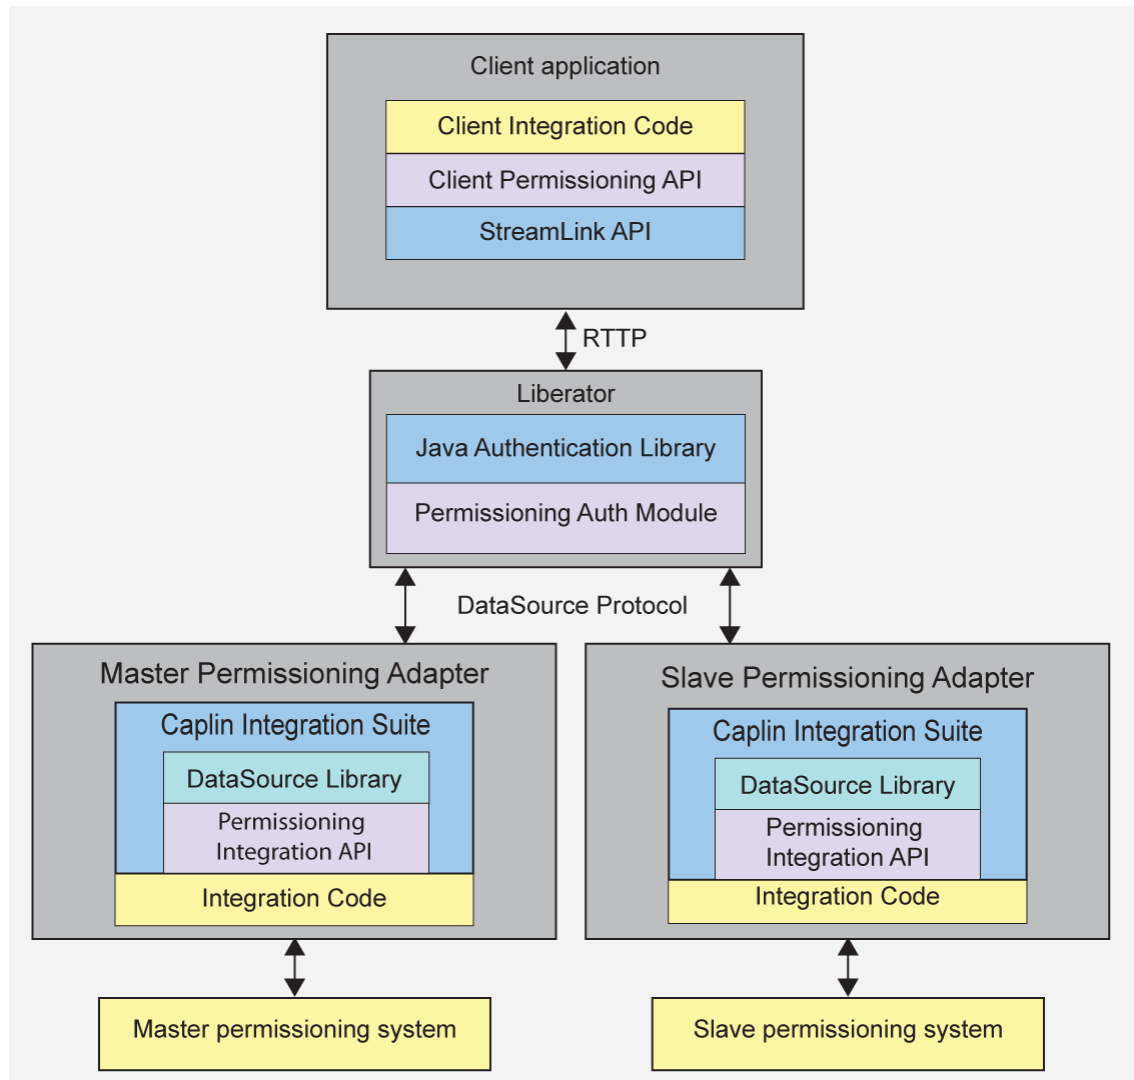 Client application
Client Integration Code
Client Permissioning API
StreamLink API
RTTP
Liberator
Java Authentication Library
Permissioning Auth Module
DataSource Protocol
Master Permissioning Adapter
Caplin Integration Suite
DataSource Library
Permissioning
Integration API
Integration Code
Slave Permissioning Adapter
Caplin Integration Suite
DataSource Library
Permissioning
Integration API
Integration Code
Master permissioning system
Slave permissioning system